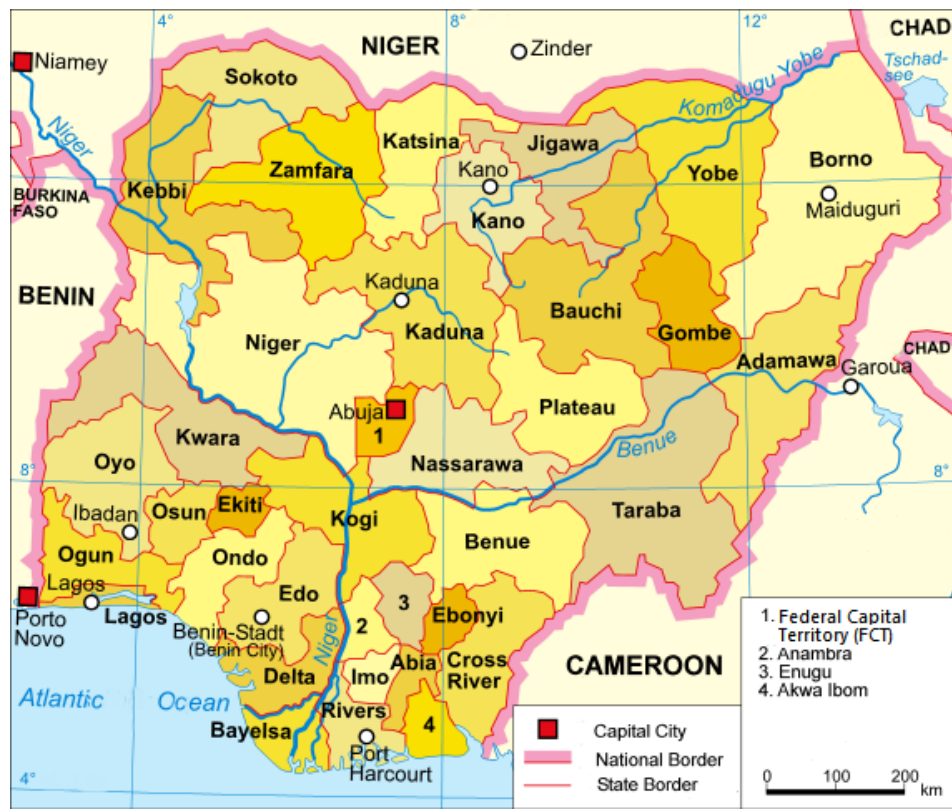 4°
8°
12°
CHAD
NIGER
Zinder
Niamey
Tschad-
see
Sokoto
Komadugu Yobe
Niger
Katsina
Jigawa
Zamfara
Kano
Yobe
Borno
BURKINA
FASO
Kebbi
Maiduguri
Kano
BENIN
Kaduna
Bauchi
Kaduna
Gombe
Niger
Adamawa
CHAD
Garoua
Abuja
1
Plateau
Kwara
Benue
Oyo
Nassarawa
8°
8°
Ekiti
Ibadan
Osun
Kogi
Taraba
Benue
Ogun
Ondo
Lagos
Edo
3
Ebonyi
Porto
Novo
Lagos
Benin-Stadt
(Benin City)
Niger
2
Abia
Cross
River
CAMEROON
Delta
Imo
Atlantic
Ocean
Rivers
4
Bayelsa
Port
Harcourt
4°
Capital City
National Border
State Border
1. Federal Capital
Territory (FCT)
2. Anambra
3. Enugu
4. Akwa Ibom
0 100 200
km